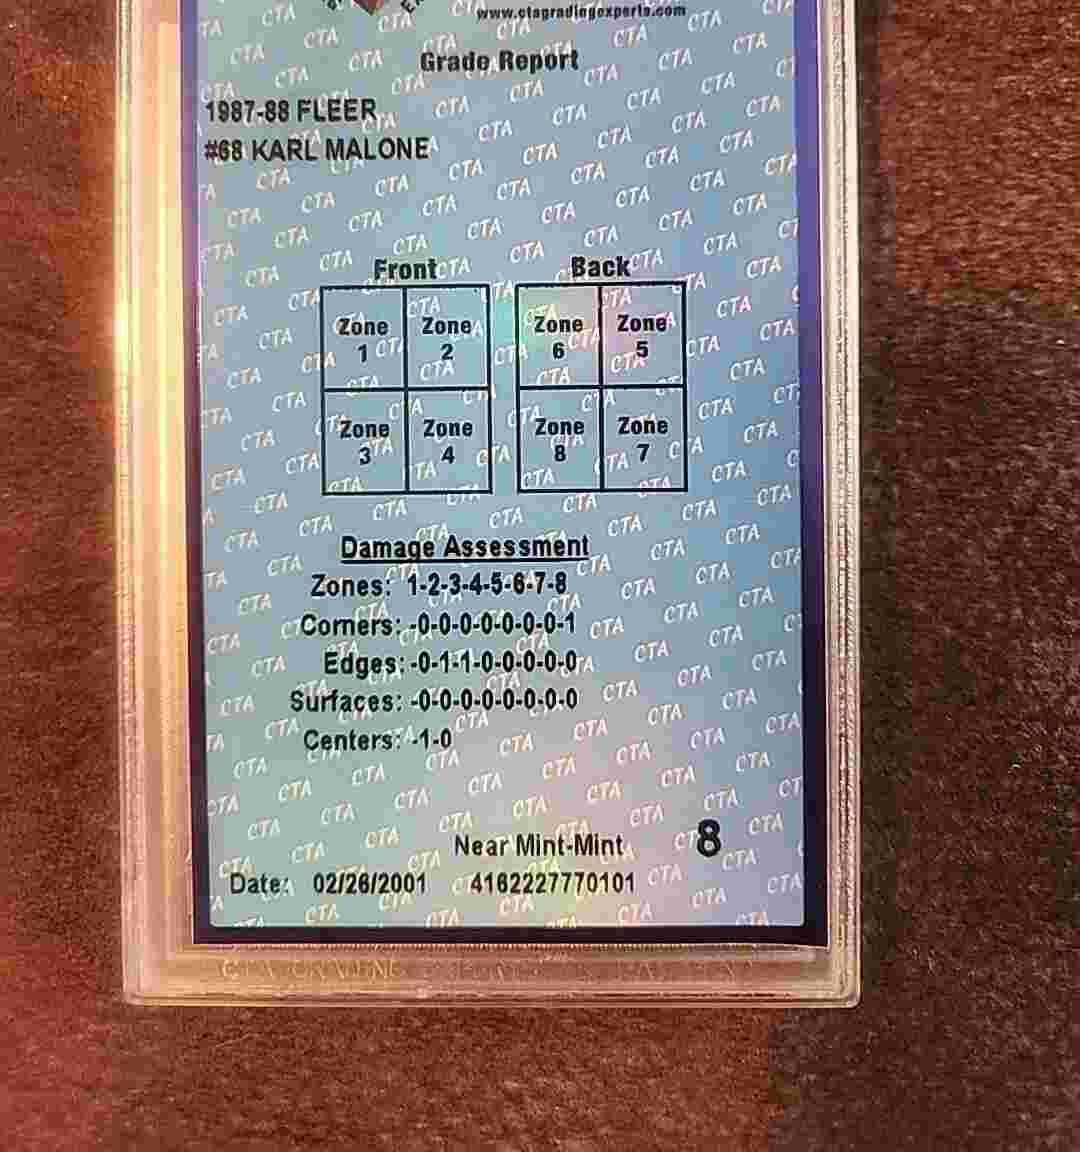 www.ctagradingexperts.com
Grade Report
1987-88 FLEER
#68 KARL MALONE
Front Back
Zone 1 Zone 2 Zone 6 Zone 5
Zone 3 Zone 4 Zone 8 Zone 7
Damage Assessment
Zones: 1-2-3-4-5-6-7-8
Corners: -0-0-0-0-0-0-0-1
Edges: -0-1-1-0-0-0-0-0
Surfaces: -0-0-0-0-0-0-0-0
Centers: -1-0
Near Mint-Mint 8
Date: 02/26/2001 4162227770101
CTA